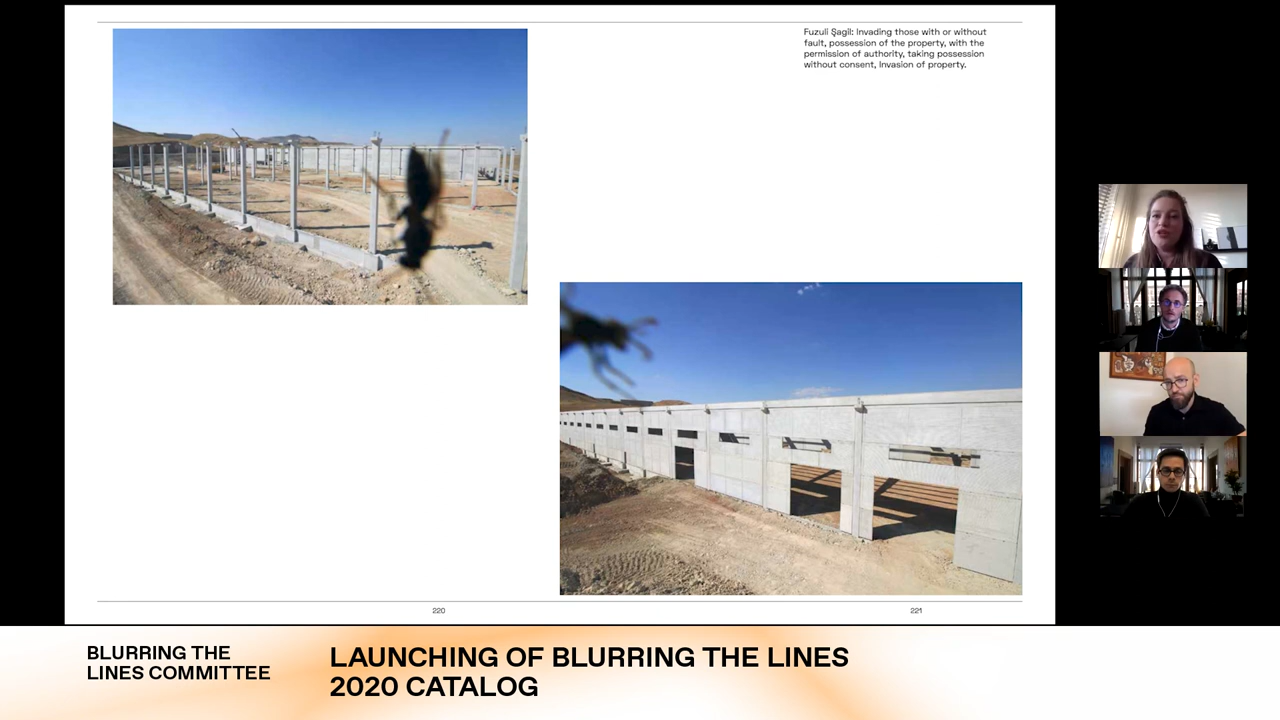 Fuzuli Şagil: Invading those with or without
fault, possession of the property, with the
permission of authority, taking possession
without consent, Invasion of property.
220
221
BLURRING THE
LINES COMMITTEE
LAUNCHING OF BLURRING THE LINES
2020 CATALOG